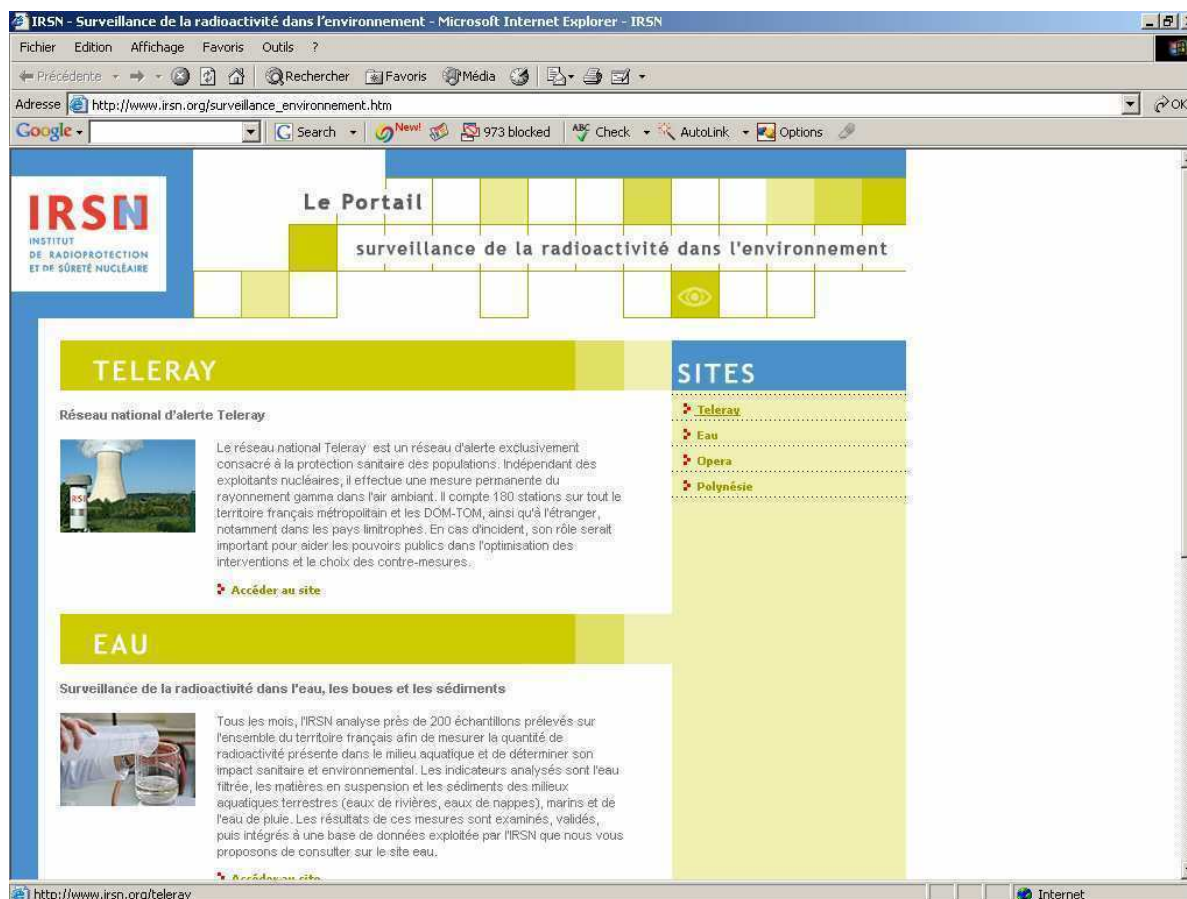 IRSN - Surveillance de la radioactivité dans l'environnement - Microsoft Internet Explorer - IRSN
Fichier Edition Affichage Favoris Outils ?
Précédente Rechercher Favoris Média
Adresse http://www.irsn.org/surveillance_environnement.htm OK
Google Search New! 973 blocked ABC Check AutoLink Options
IRSN
INSTITUT
DE RADIOPROTECTION
ET DE SÛRETÉ NUCLÉAIRE
Le Portail
surveillance de la radioactivité dans l'environnement
TELERAY
Réseau national d'alerte Teleray
Le réseau national Teleray est un réseau d'alerte exclusivement
consacré à la protection sanitaire des populations. Indépendant des
exploitants nucléaires, il effectue une mesure permanente du
rayonnement gamma dans l'air ambiant. Il compte 180 stations sur tout le
territoire français métropolitain et les DOM-TOM, ainsi qu'à l'étranger,
notamment dans les pays limitrophes. En cas d'incident, son rôle serait
important pour aider les pouvoirs publics dans l'optimisation des
interventions et le choix des contre-mesures.
Accéder au site
EAU
Surveillance de la radioactivité dans l'eau, les boues et les sédiments
Tous les mois, l'IRSN analyse près de 200 échantillons prélevés sur
l'ensemble du territoire français afin de mesurer la quantité de
radioactivité présente dans le milieu aquatique et de déterminer son
impact sanitaire et environnemental. Les indicateurs analysés sont l'eau
filtrée, les matières en suspension et les sédiments des milieux
aquatiques terrestres (eaux de rivières, eaux de nappes), marins et de
l'eau de pluie. Les résultats de ces mesures sont examinés, validés,
puis intégrés à une base de données exploitée par l'IRSN que nous vous
proposons de consulter sur le site eau.
Accéder au site
SITES
Teleray
Eau
Opera
Polynésie
http://www.irsn.org/teleray Internet